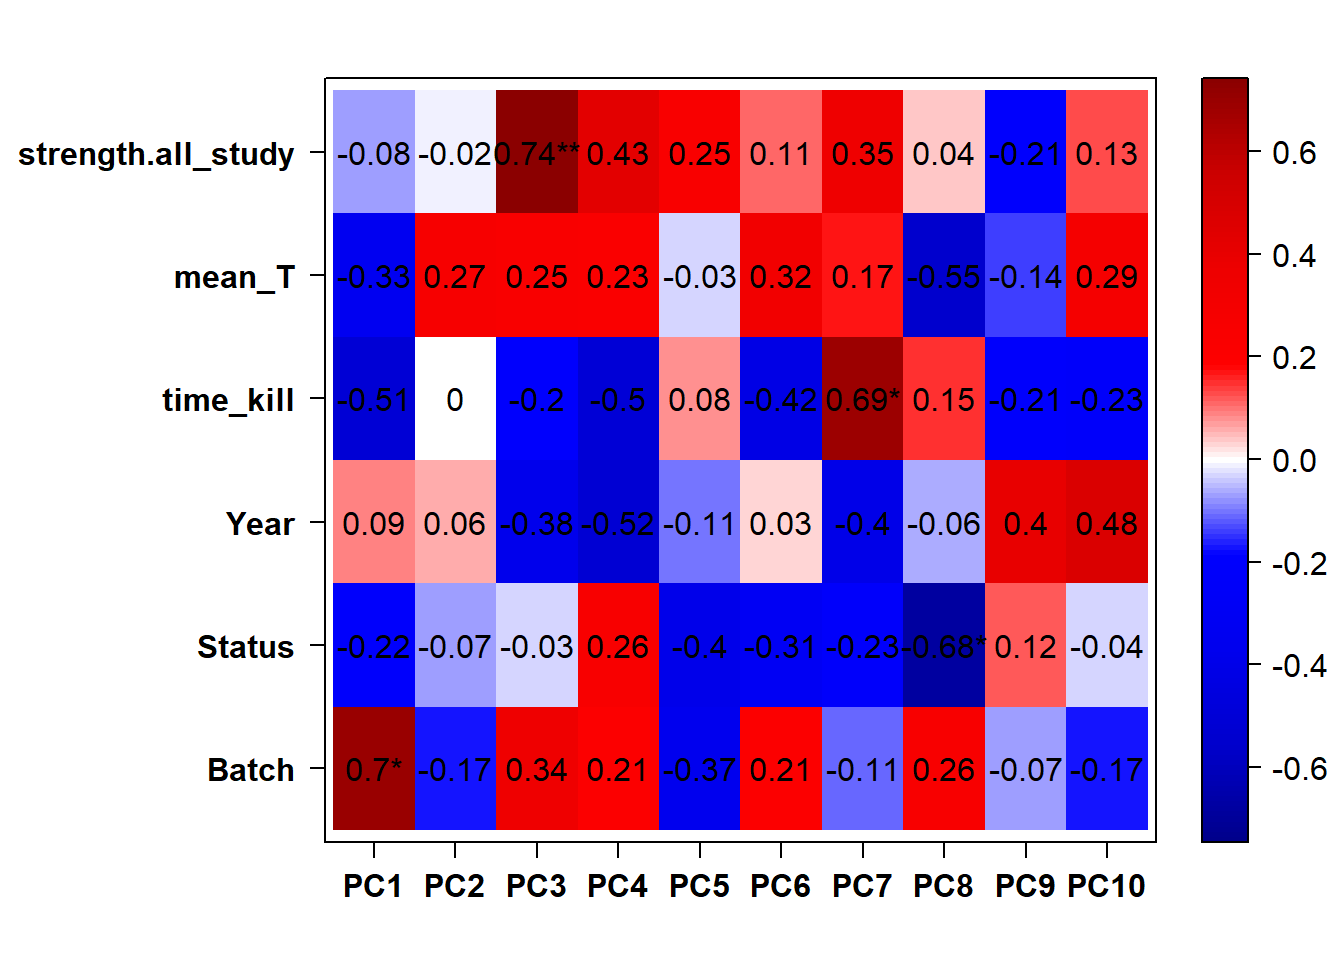 strength.all_study -0.08 -0.02 0.74** 0.43 0.25 0.11 0.35 0.04 -0.21 0.13
0.6
0.4
mean_T -0.33 0.27 0.25 0.23 -0.03 0.32 0.17 -0.55 -0.14 0.29
0.2
time_kill -0.51 0 -0.2 -0.5 0.08 -0.42 0.69* 0.15 -0.21 -0.23
0.0
Year 0.09 0.06 -0.38 -0.52 -0.11 0.03 -0.4 -0.06 0.4 0.48
-0.2
Status -0.22 -0.07 -0.03 0.26 -0.4 -0.31 -0.23 -0.68* 0.12 -0.04
-0.4
Batch 0.7* -0.17 0.34 0.21 -0.37 0.21 -0.11 0.26 -0.07 -0.17
-0.6
PC1 PC2 PC3 PC4 PC5 PC6 PC7 PC8 PC9 PC10